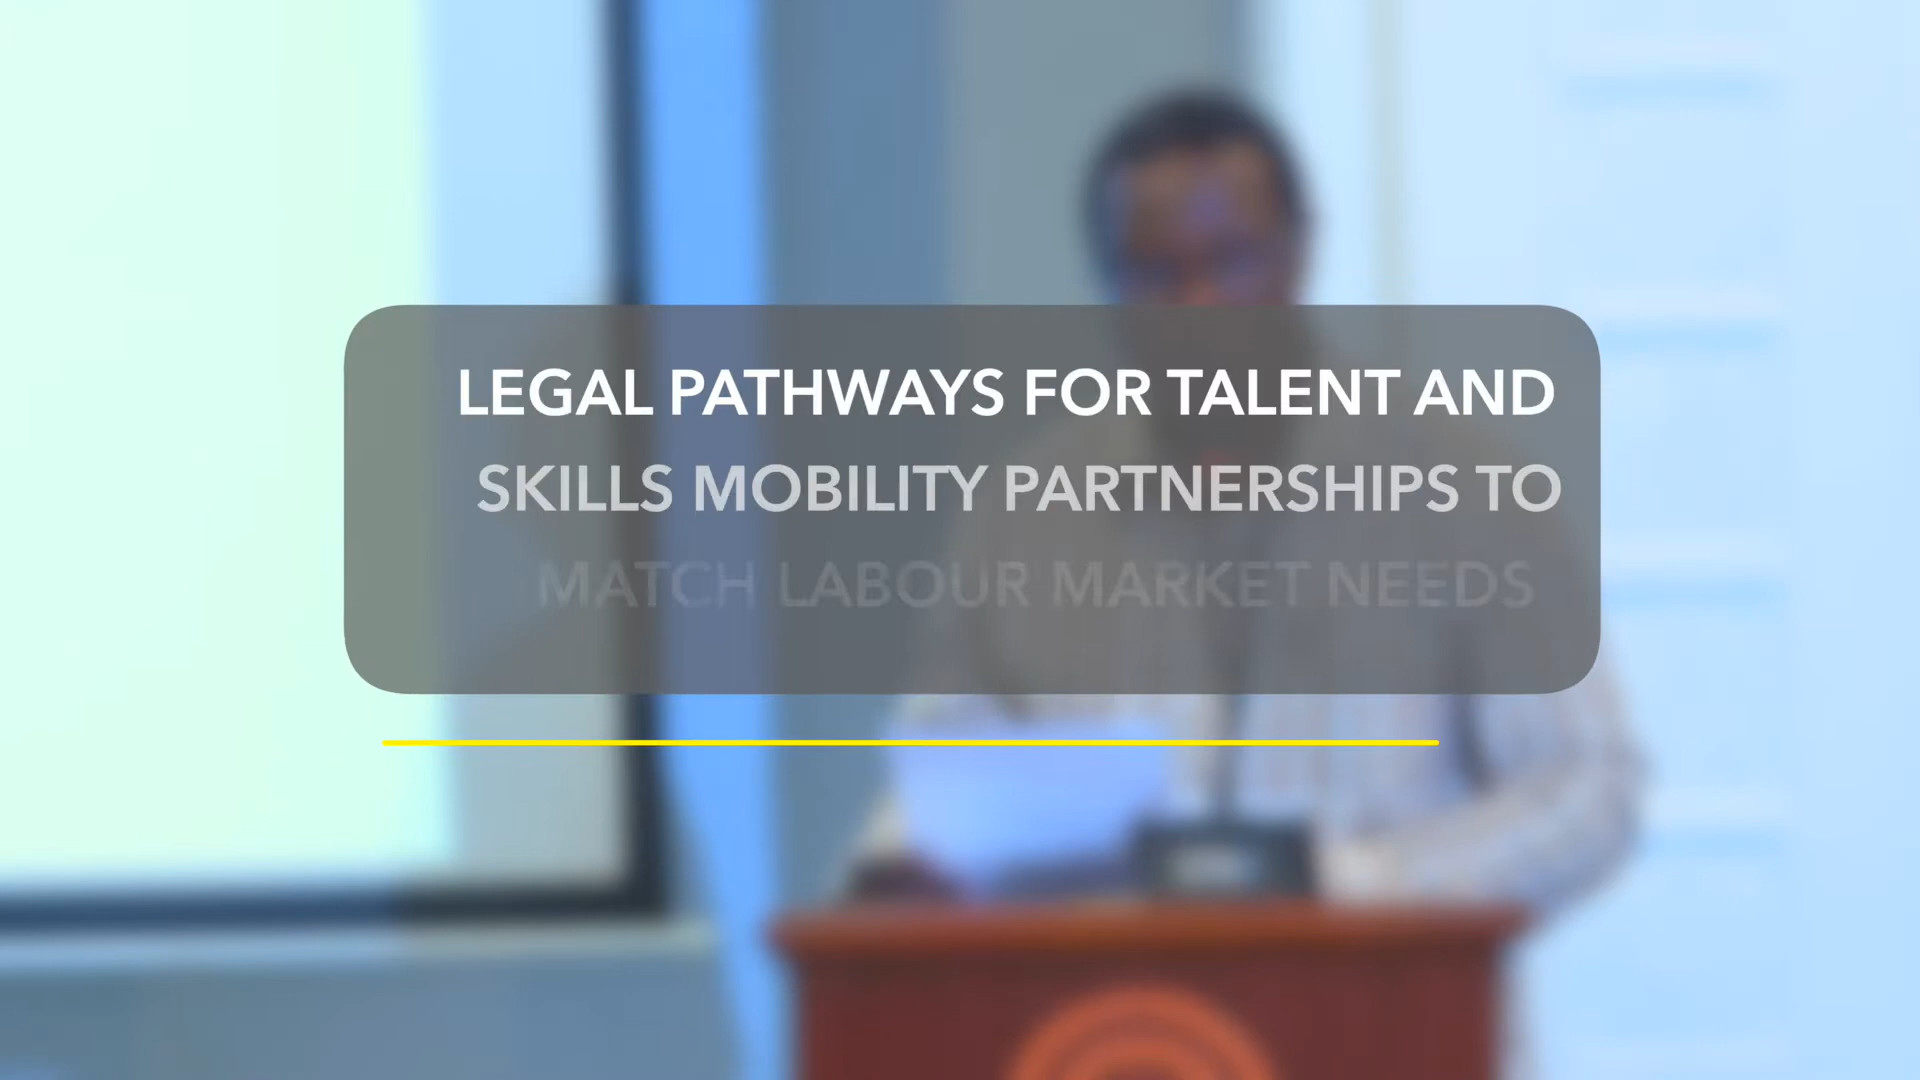 LEGAL PATHWAYS FOR TALENT AND
SKILLS MOBILITY PARTNERSHIPS TO
MATCH LABOUR MARKET NEEDS